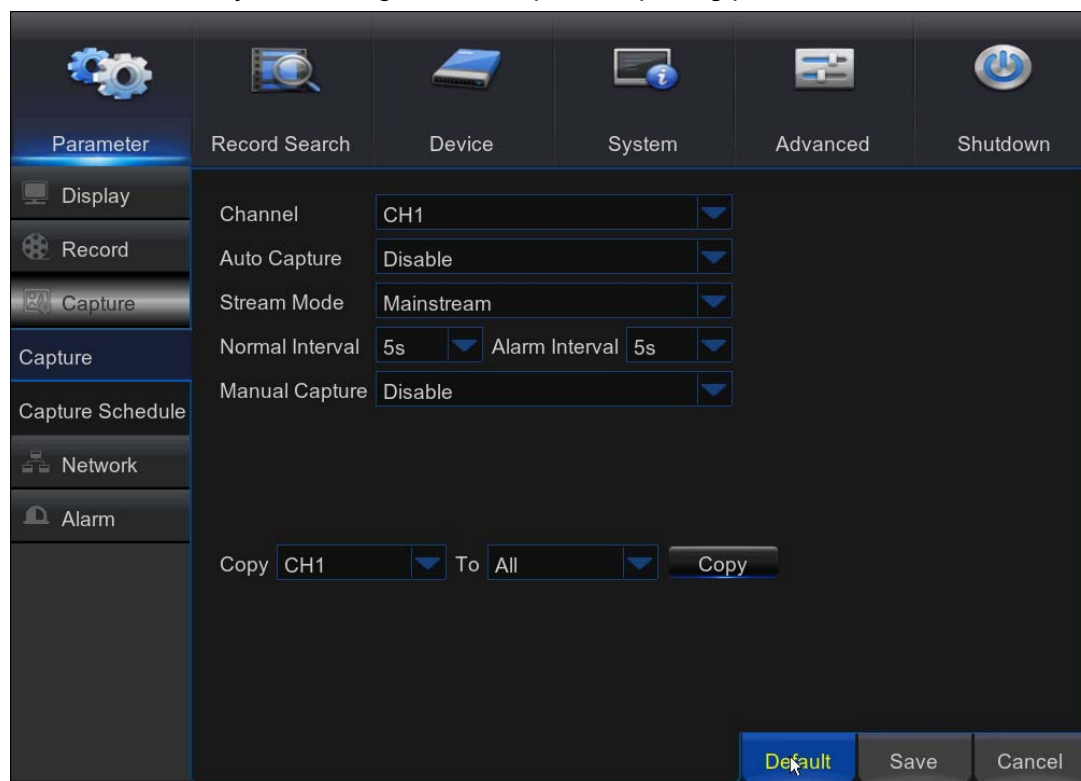 Parameter Record Search Device System Advanced Shutdown
Display
Record
Capture
Capture
Capture Schedule
Network
Alarm
Channel CH1
Auto Capture Disable
Stream Mode Mainstream
Normal Interval 5s Alarm Interval 5s
Manual Capture Disable
Copy CH1 To All Copy
Default Save Cancel